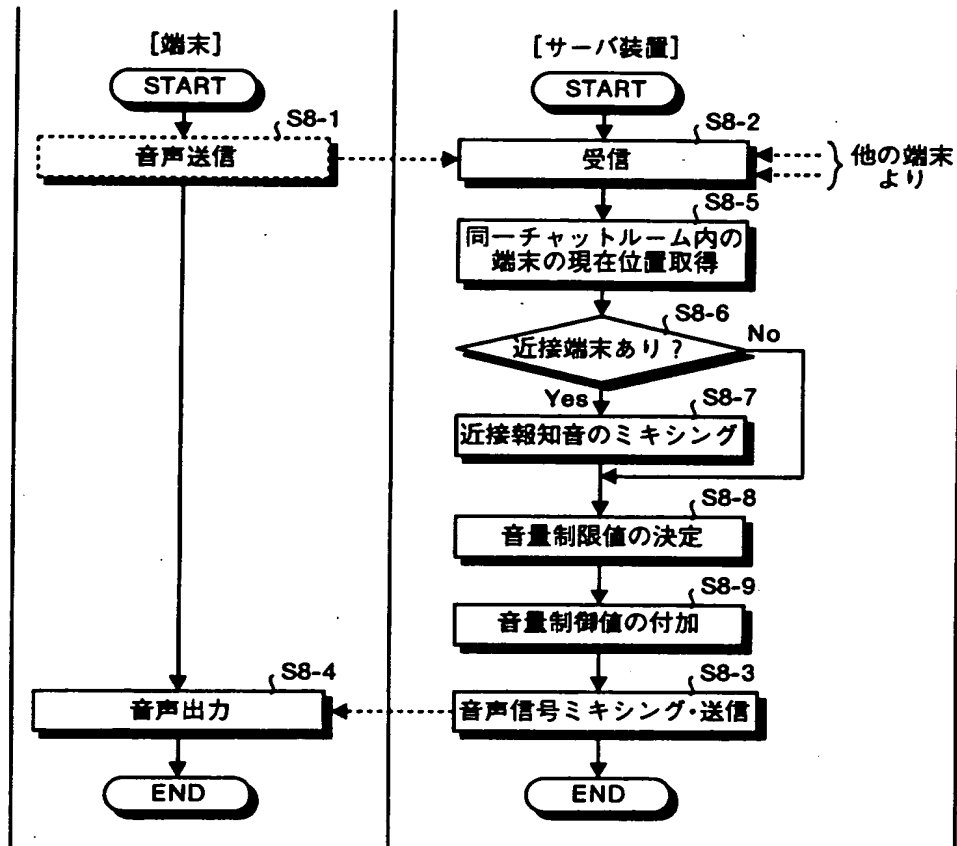 [端末]
START
S8-1
音声送信
[サーバ装置]
START
S8-2
受信
他の端末
より
S8-5
同一チャットルーム内の
端末の現在位置取得
S8-6
近接端末あり?
No
Yes
S8-7
近接報知音のミキシング
S8-8
音量制限値の決定
S8-9
音量制御値の付加
S8-3
音声信号ミキシング・送信
S8-4
音声出力
END
END